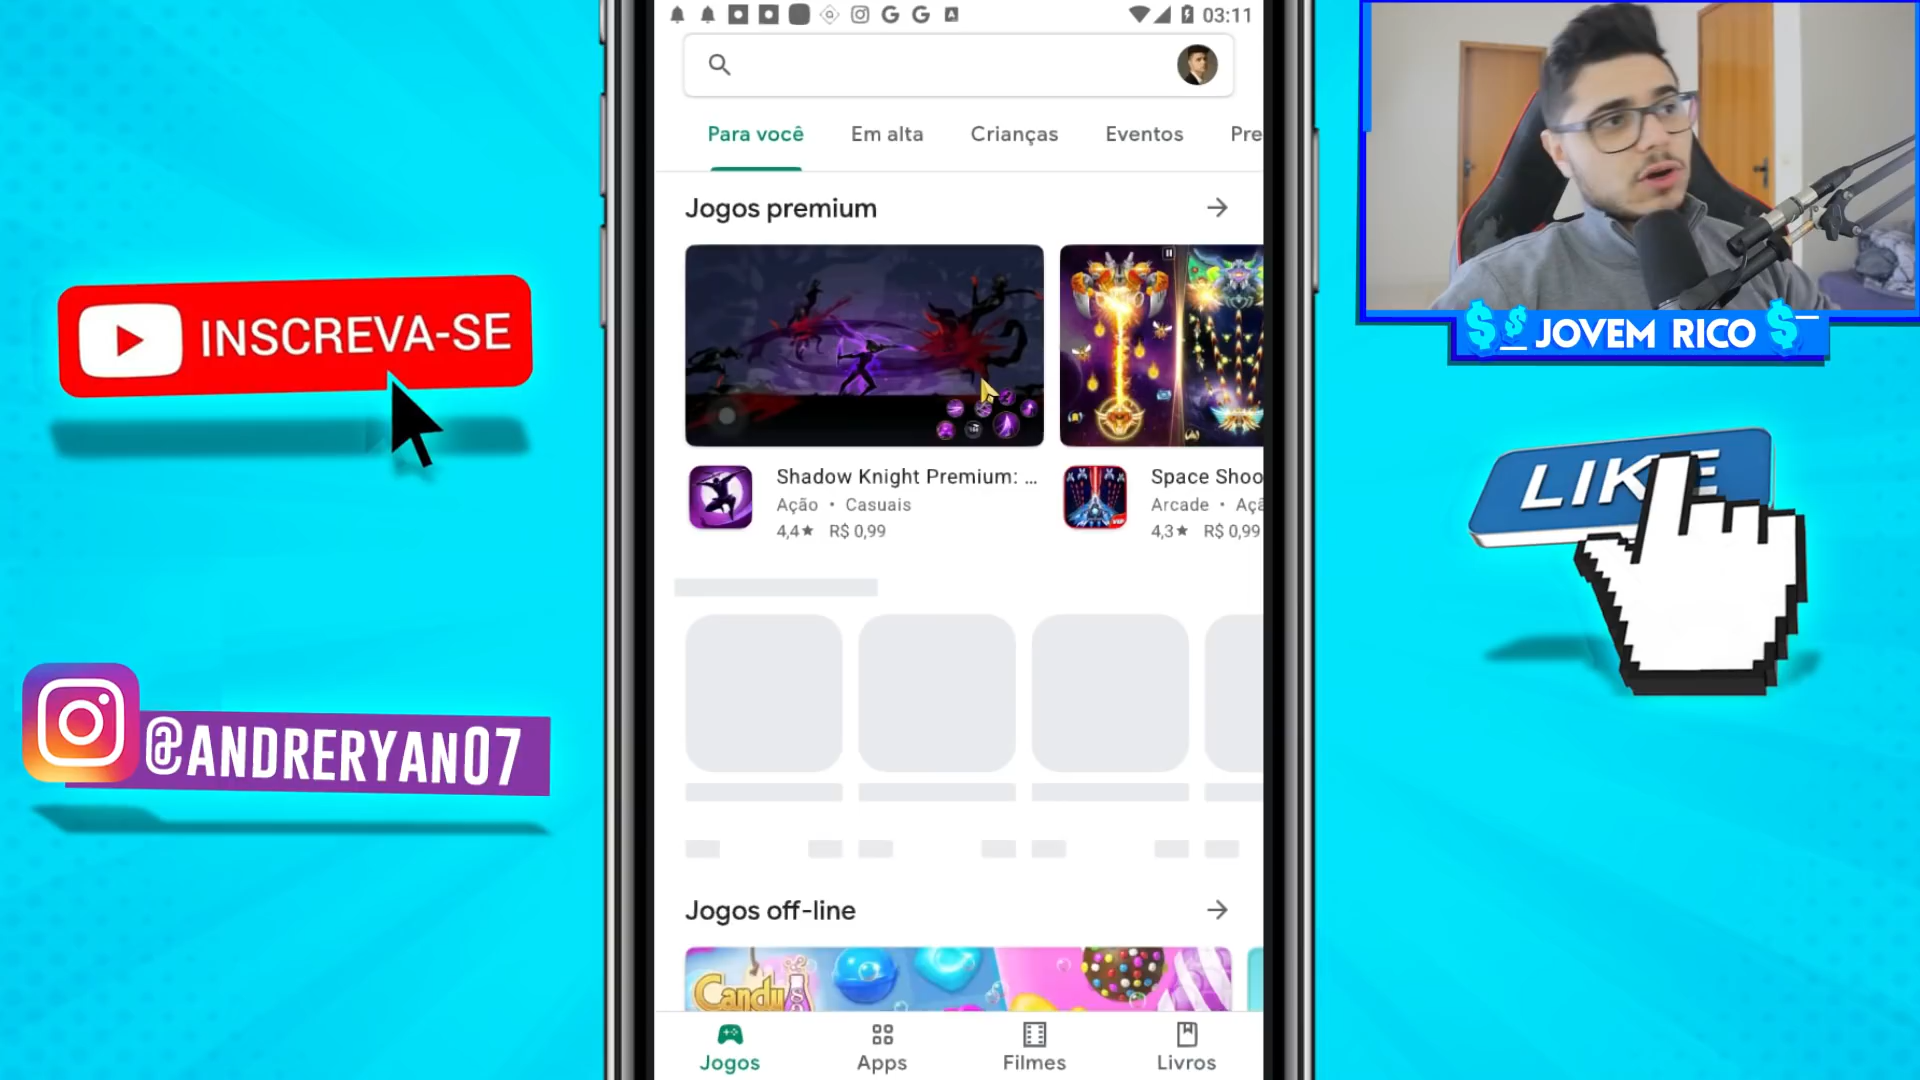 03:11
Para você
Em alta
Crianças
Eventos
Pre
Jogos premium
Shadow Knight Premium: ...
Ação • Casuais
4,4★ R$ 0,99
Space Shoo
Arcade • Açã
4,3★ R$ 0,99
Jogos off-line
Candy
Jogos
Apps
Filmes
Livros
INSCREVA-SE
@ANDRERYAN07
$ $ JOVEM RICO $
LIKE